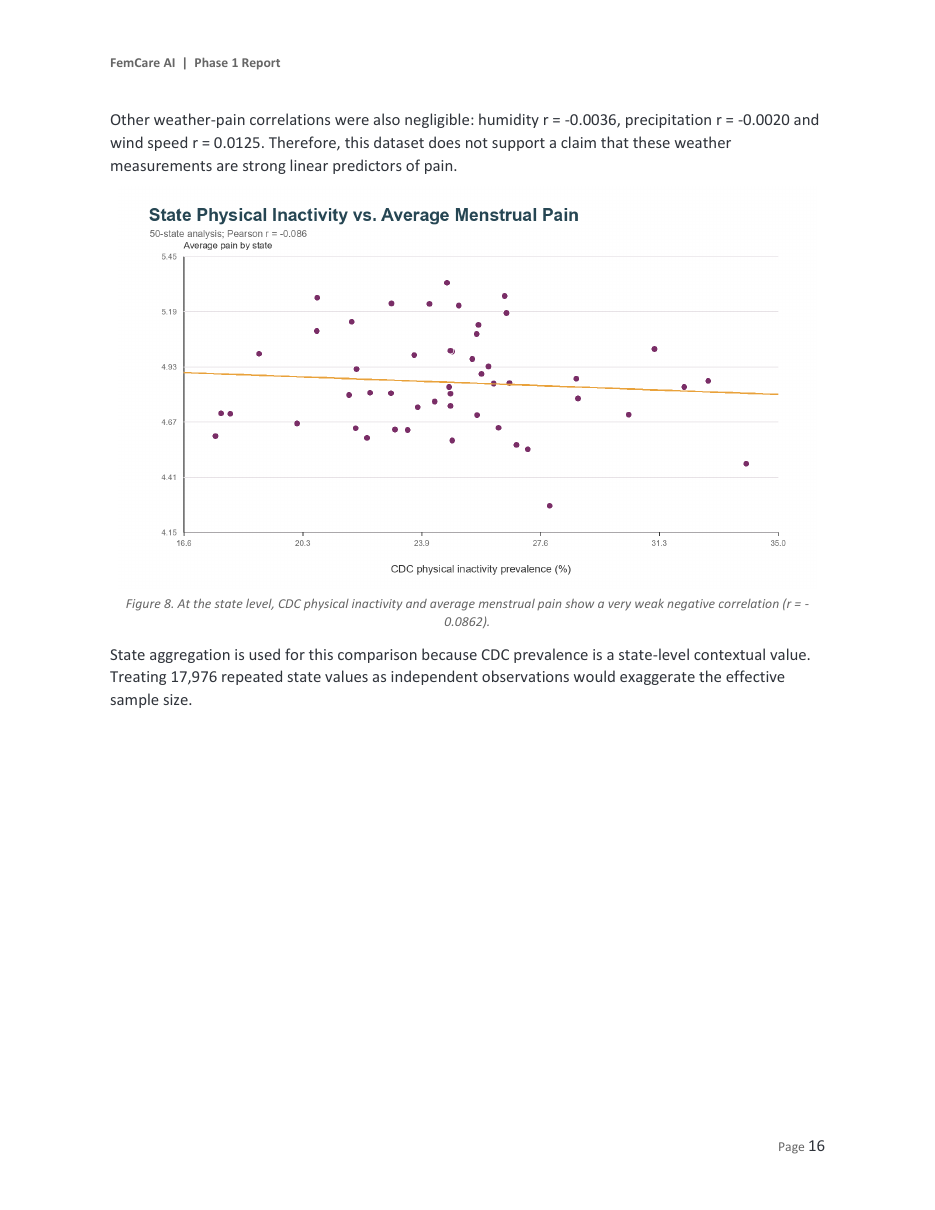 FemCare AI | Phase 1 Report
Other weather-pain correlations were also negligible: humidity r = -0.0036, precipitation r = -0.0020 and
wind speed r = 0.0125. Therefore, this dataset does not support a claim that these weather
measurements are strong linear predictors of pain.
State Physical Inactivity vs. Average Menstrual Pain
50-state analysis; Pearson r = -0.086
Average pain by state
5.45
5.19
4.93
4.67
4.41
4.15
16.6 20.3 23.9 27.6 31.3 35.0
CDC physical inactivity prevalence (%)
Figure 8. At the state level, CDC physical inactivity and average menstrual pain show a very weak negative correlation (r = -
0.0862).
State aggregation is used for this comparison because CDC prevalence is a state-level contextual value.
Treating 17,976 repeated state values as independent observations would exaggerate the effective
sample size.
Page 16